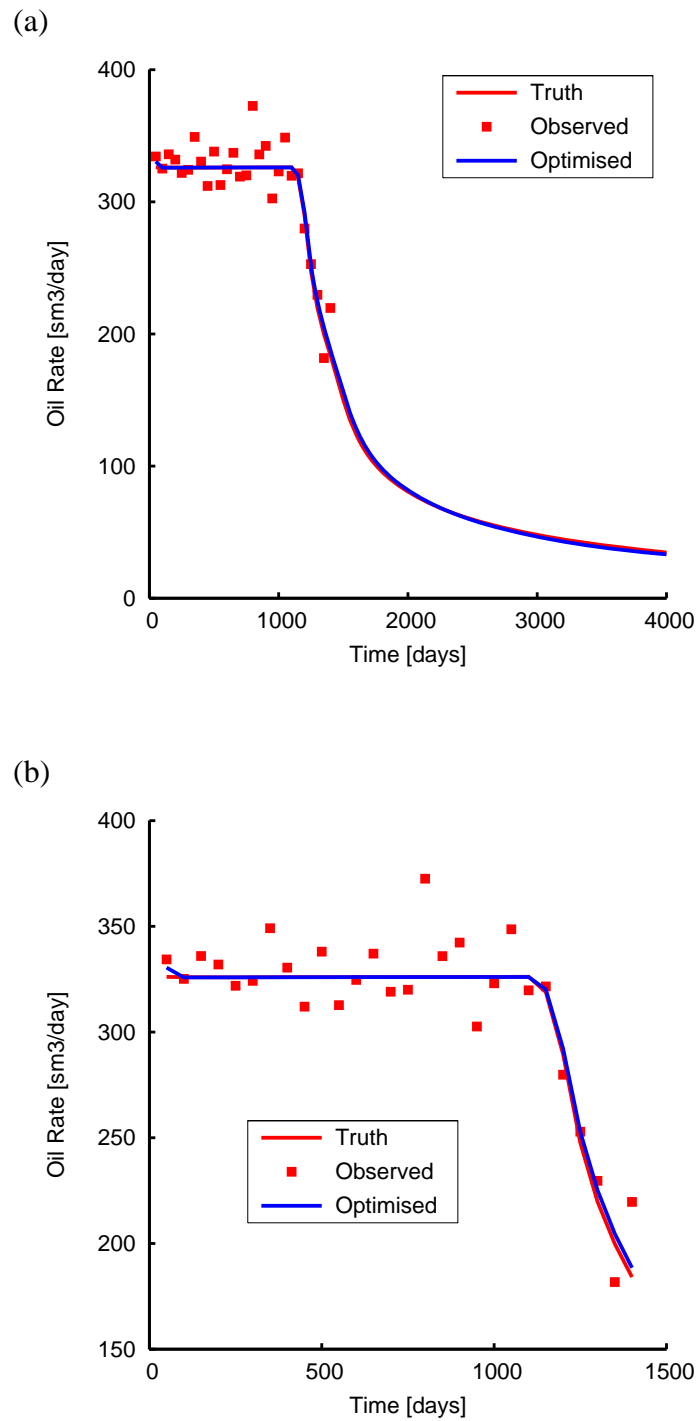 (a)
400
300
200
100
0
Oil Rate [sm3/day]
Truth
Observed
Optimised
0 1000 2000 3000 4000
Time [days]
(b)
400
350
300
250
200
150
Oil Rate [sm3/day]
Truth
Observed
Optimised
0 500 1000 1500
Time [days]